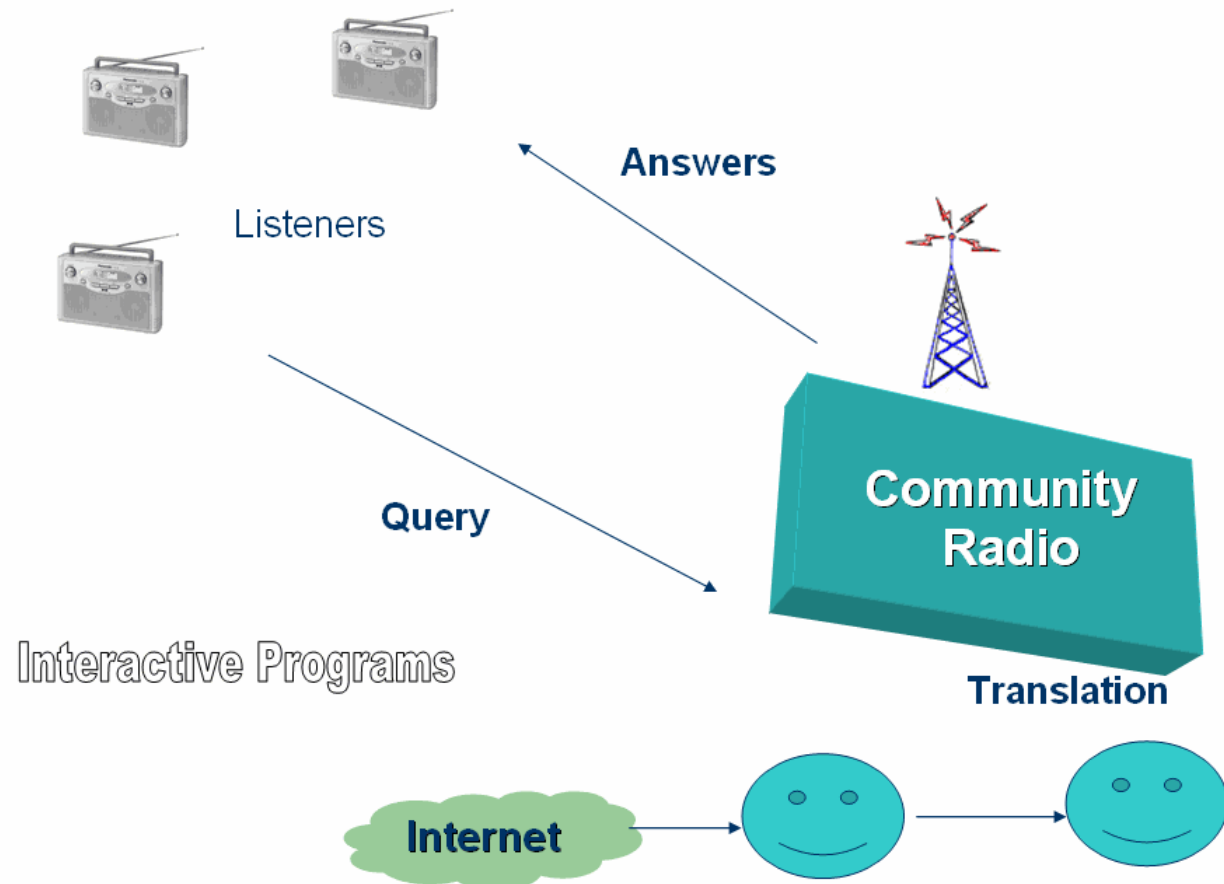 Answers
Listeners
Community
Radio
Query
Interactive Programs
Translation
Internet